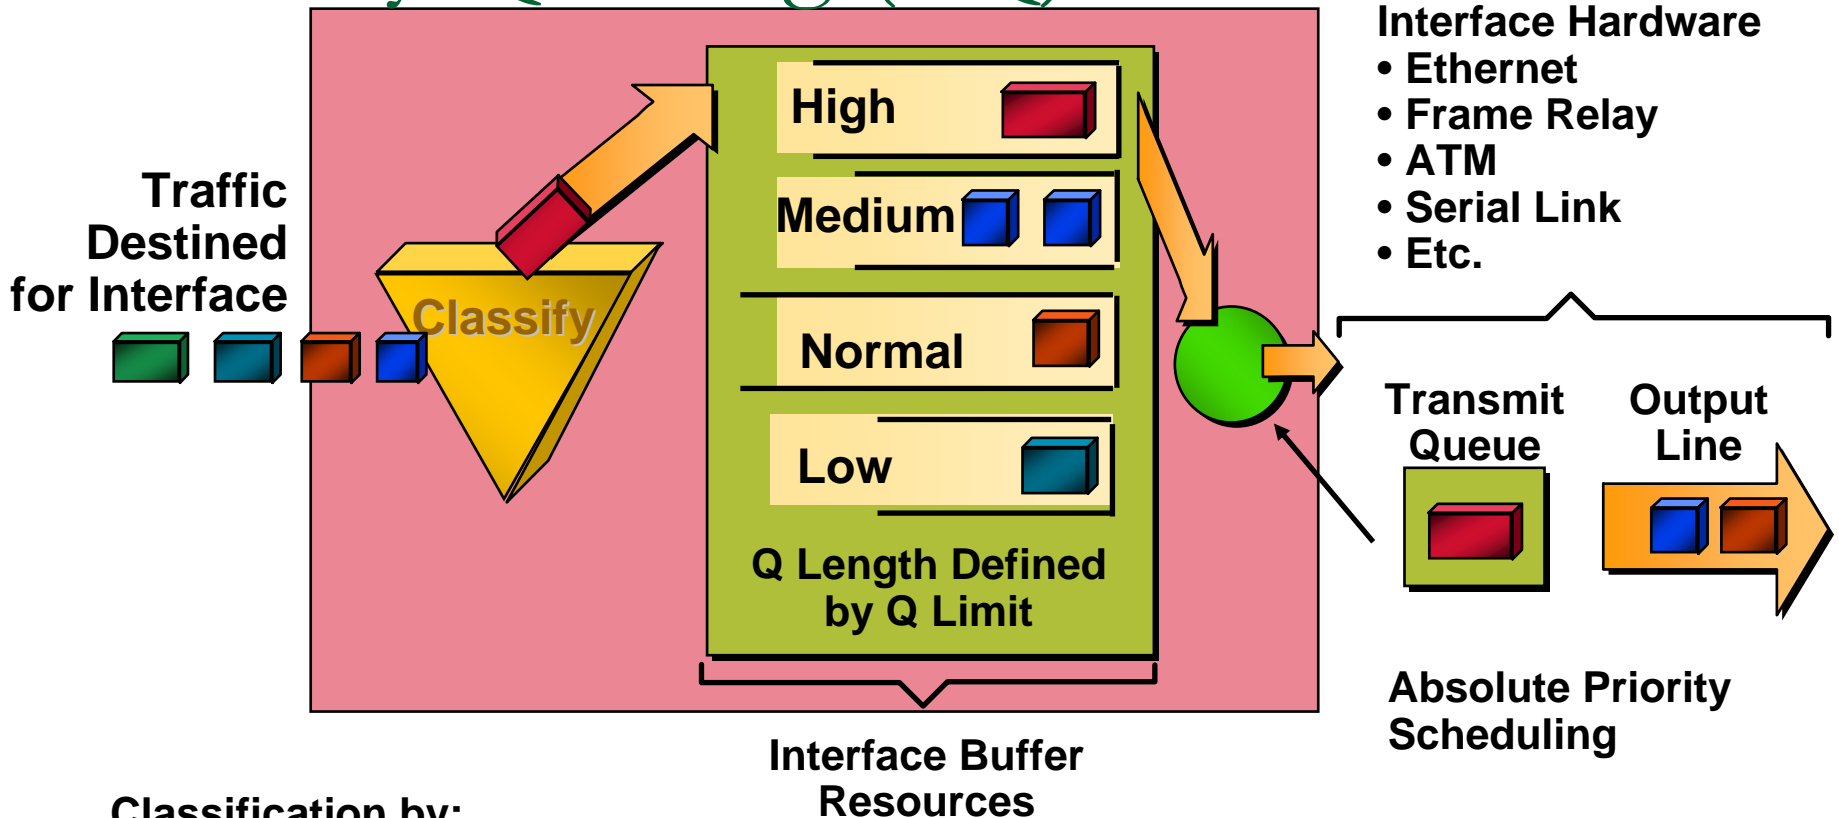 Traffic
Destined
for Interface
Classify
High
Medium
Normal
Low
Q Length Defined
by Q Limit
Interface Buffer
Resources
Interface Hardware
• Ethernet
• Frame Relay
• ATM
• Serial Link
• Etc.
Transmit
Queue
Output
Line
Absolute Priority
Scheduling
Classification by: